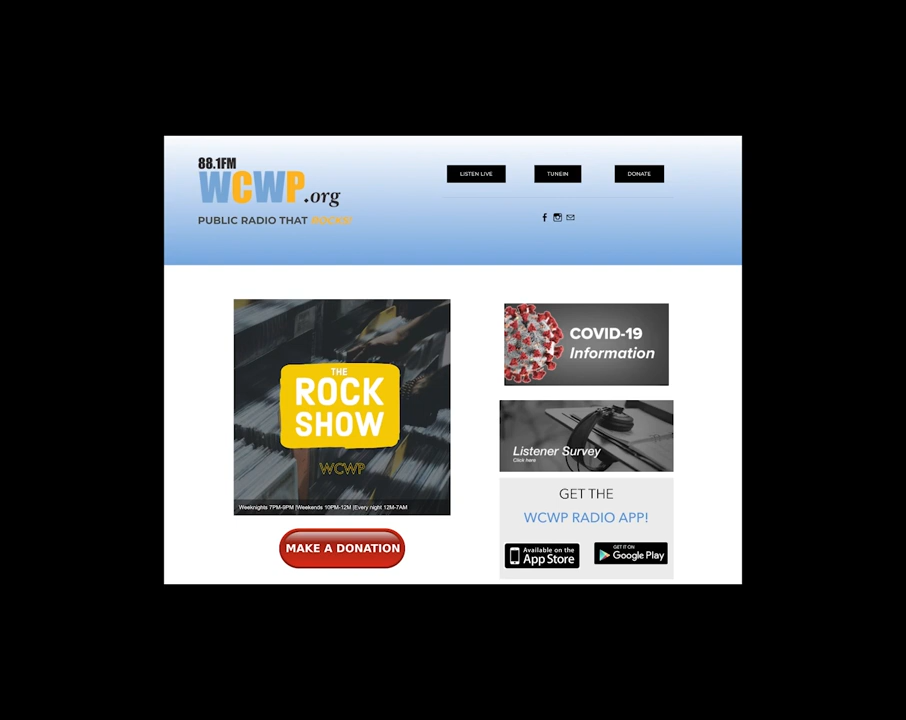 88.1FM
WCWP.org
PUBLIC RADIO THAT ROCKS!
LISTEN LIVE
TUNEIN
DONATE
THE
ROCK
SHOW
WCWP
Weeknights 7PM-9PM |Weekends 10PM-12M |Every night 12M-7AM
MAKE A DONATION
COVID-19
Information
Listener Survey
Click here
GET THE
WCWP RADIO APP!
Available on the
App Store
GET IT ON
Google Play